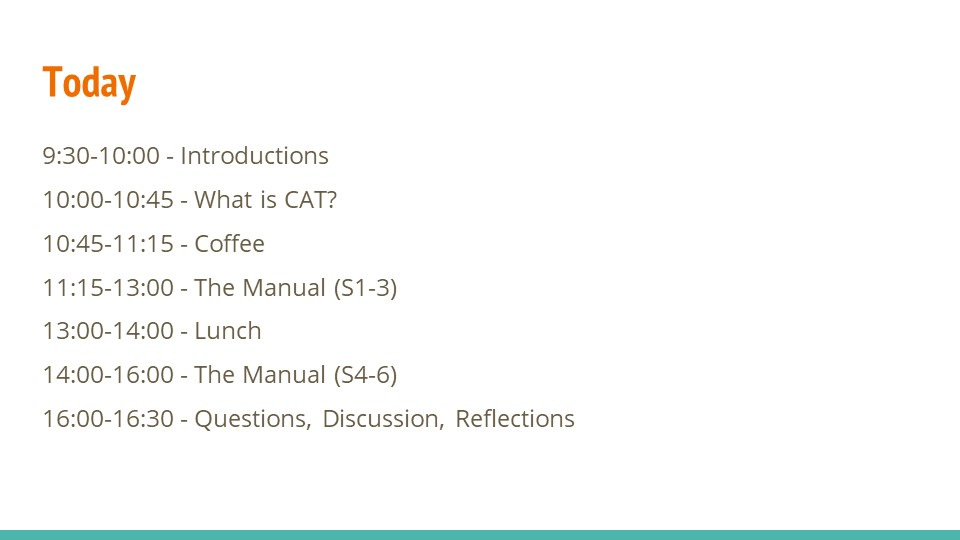 Today
9:30-10:00 - Introductions
10:00-10:45 - What is CAT?
10:45-11:15 - Coffee
11:15-13:00 - The Manual (S1-3)
13:00-14:00 - Lunch
14:00-16:00 - The Manual (S4-6)
16:00-16:30 - Questions, Discussion, Reflections